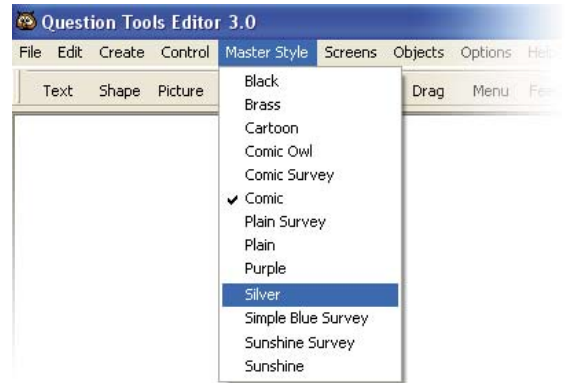 Question Tools Editor 3.0
File Edit Create Control Master Style Screens Objects Options Help
Text Shape Picture Drag Menu
Black
Brass
Cartoon
Comic Owl
Comic Survey
Comic
Plain Survey
Plain
Purple
Silver
Simple Blue Survey
Sunshine Survey
Sunshine